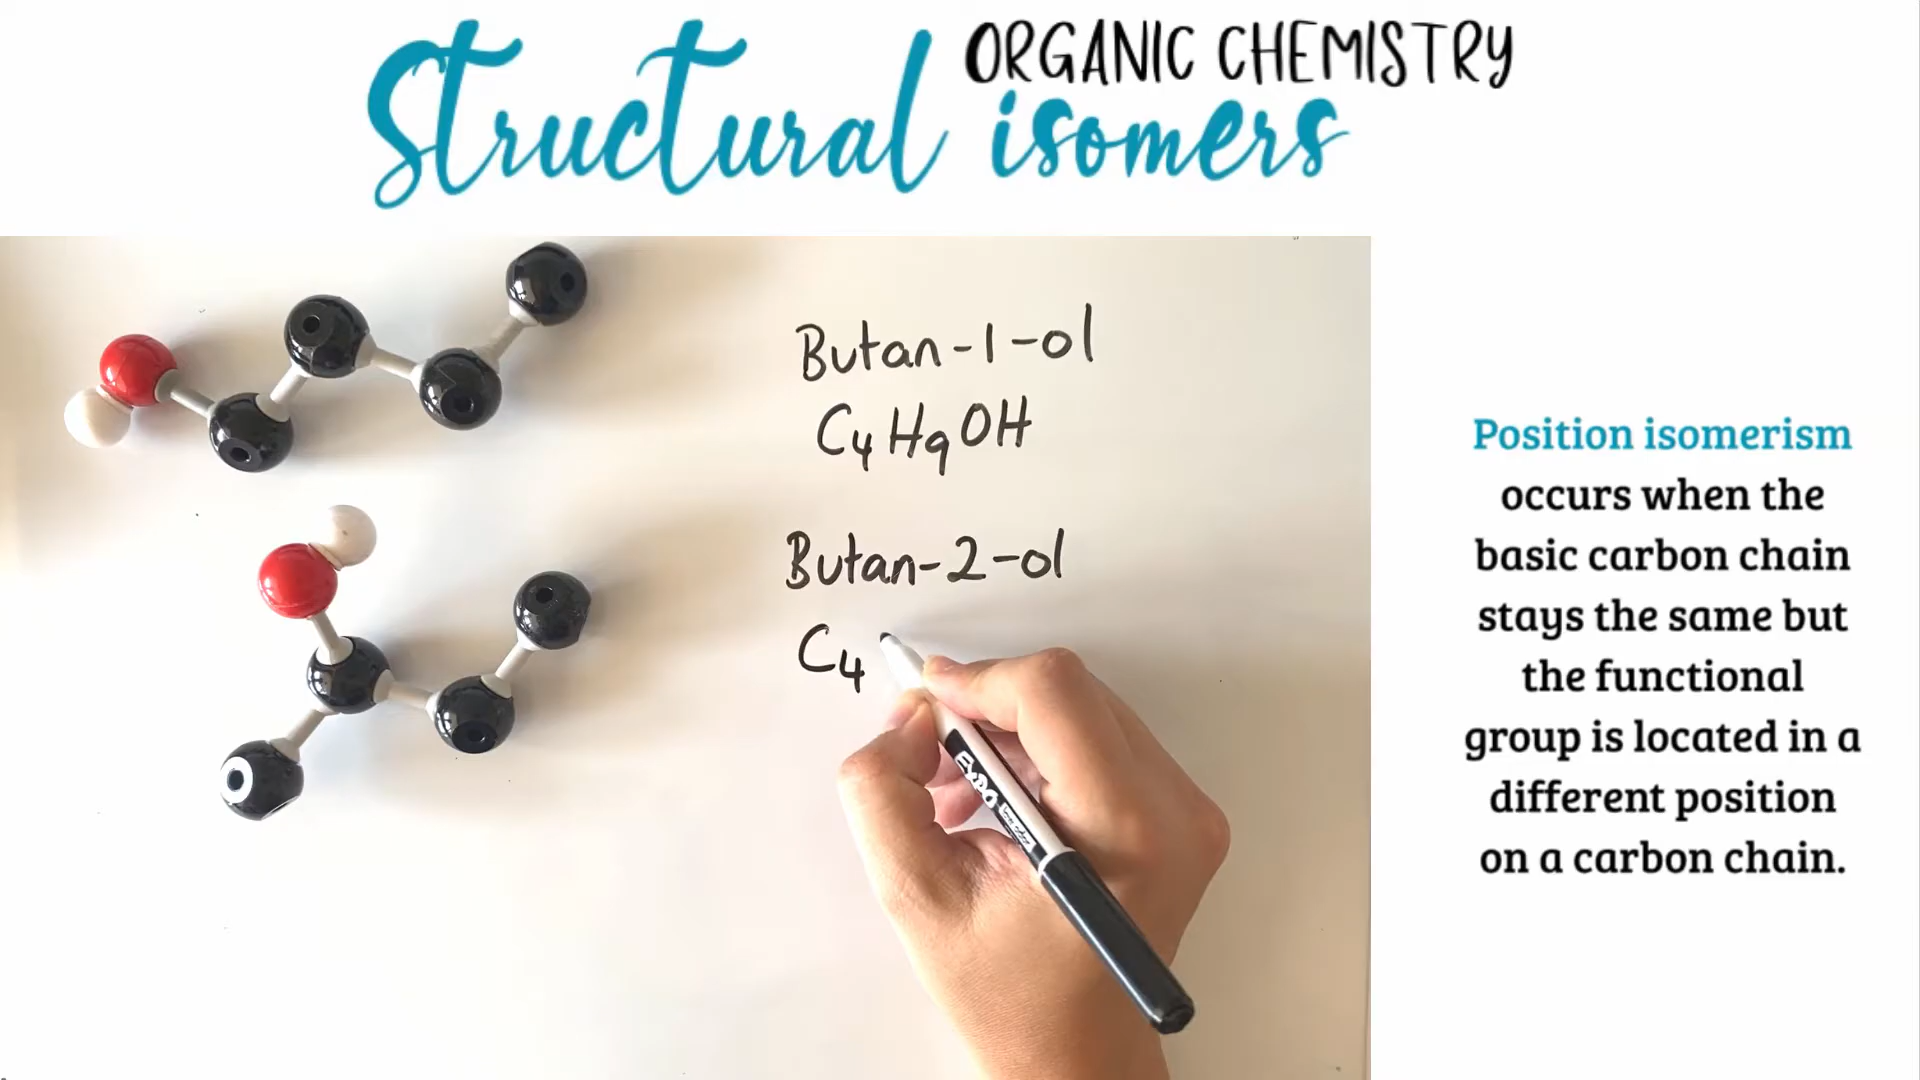 ORGANIC CHEMISTRY
Structural isomers
Butan-1-ol
C4H9OH
Butan-2-ol
C4
EXPO
Position isomerism
occurs when the
basic carbon chain
stays the same but
the functional
group is located in a
different position
on a carbon chain.